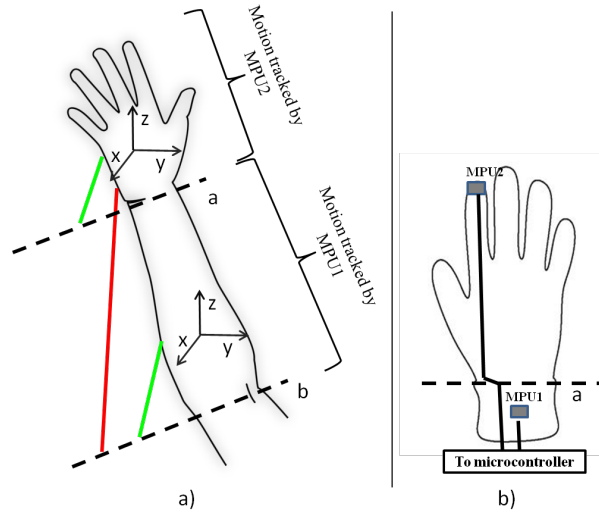 Motion tracked by
MPU2
z
x
y
a
Motion tracked by
MPU1
z
x
y
b
a)
MPU2
a
MPU1
To microcontroller
b)